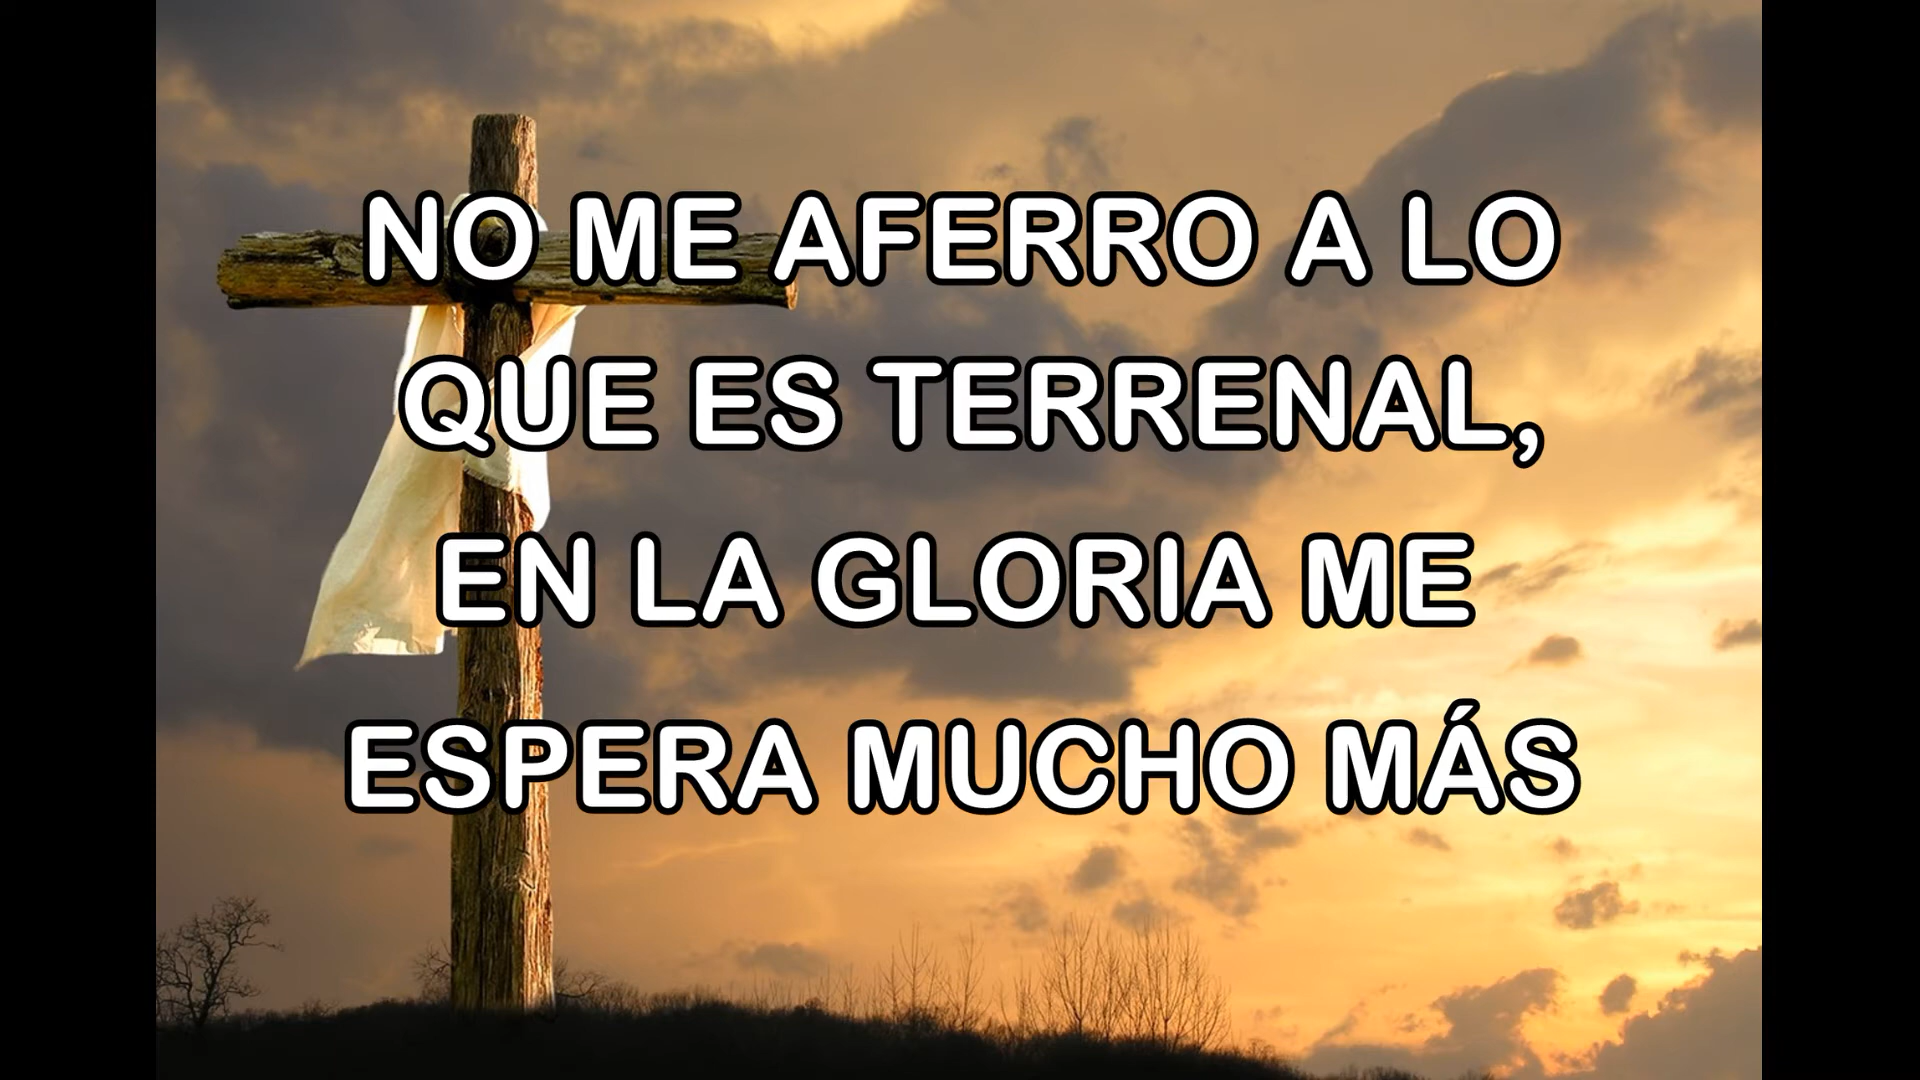 NO ME AFERRO A LO
QUE ES TERRENAL,
EN LA GLORIA ME
ESPERA MUCHO MÁS